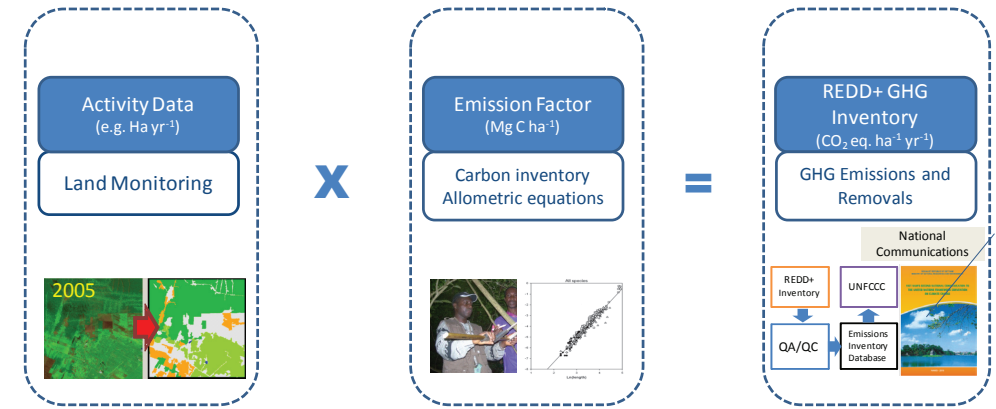 Activity Data
(e.g. Ha yr⁻¹)
Land Monitoring
2005
X
Emission Factor
(Mg C ha⁻¹)
Carbon inventory
Allometric equations
=
REDD+ GHG
Inventory
(CO₂ eq. ha⁻¹ yr⁻¹)
GHG Emissions and
Removals
National
Communications
REDD+
Inventory
UNFCCC
QA/QC
Emissions
Inventory
Database